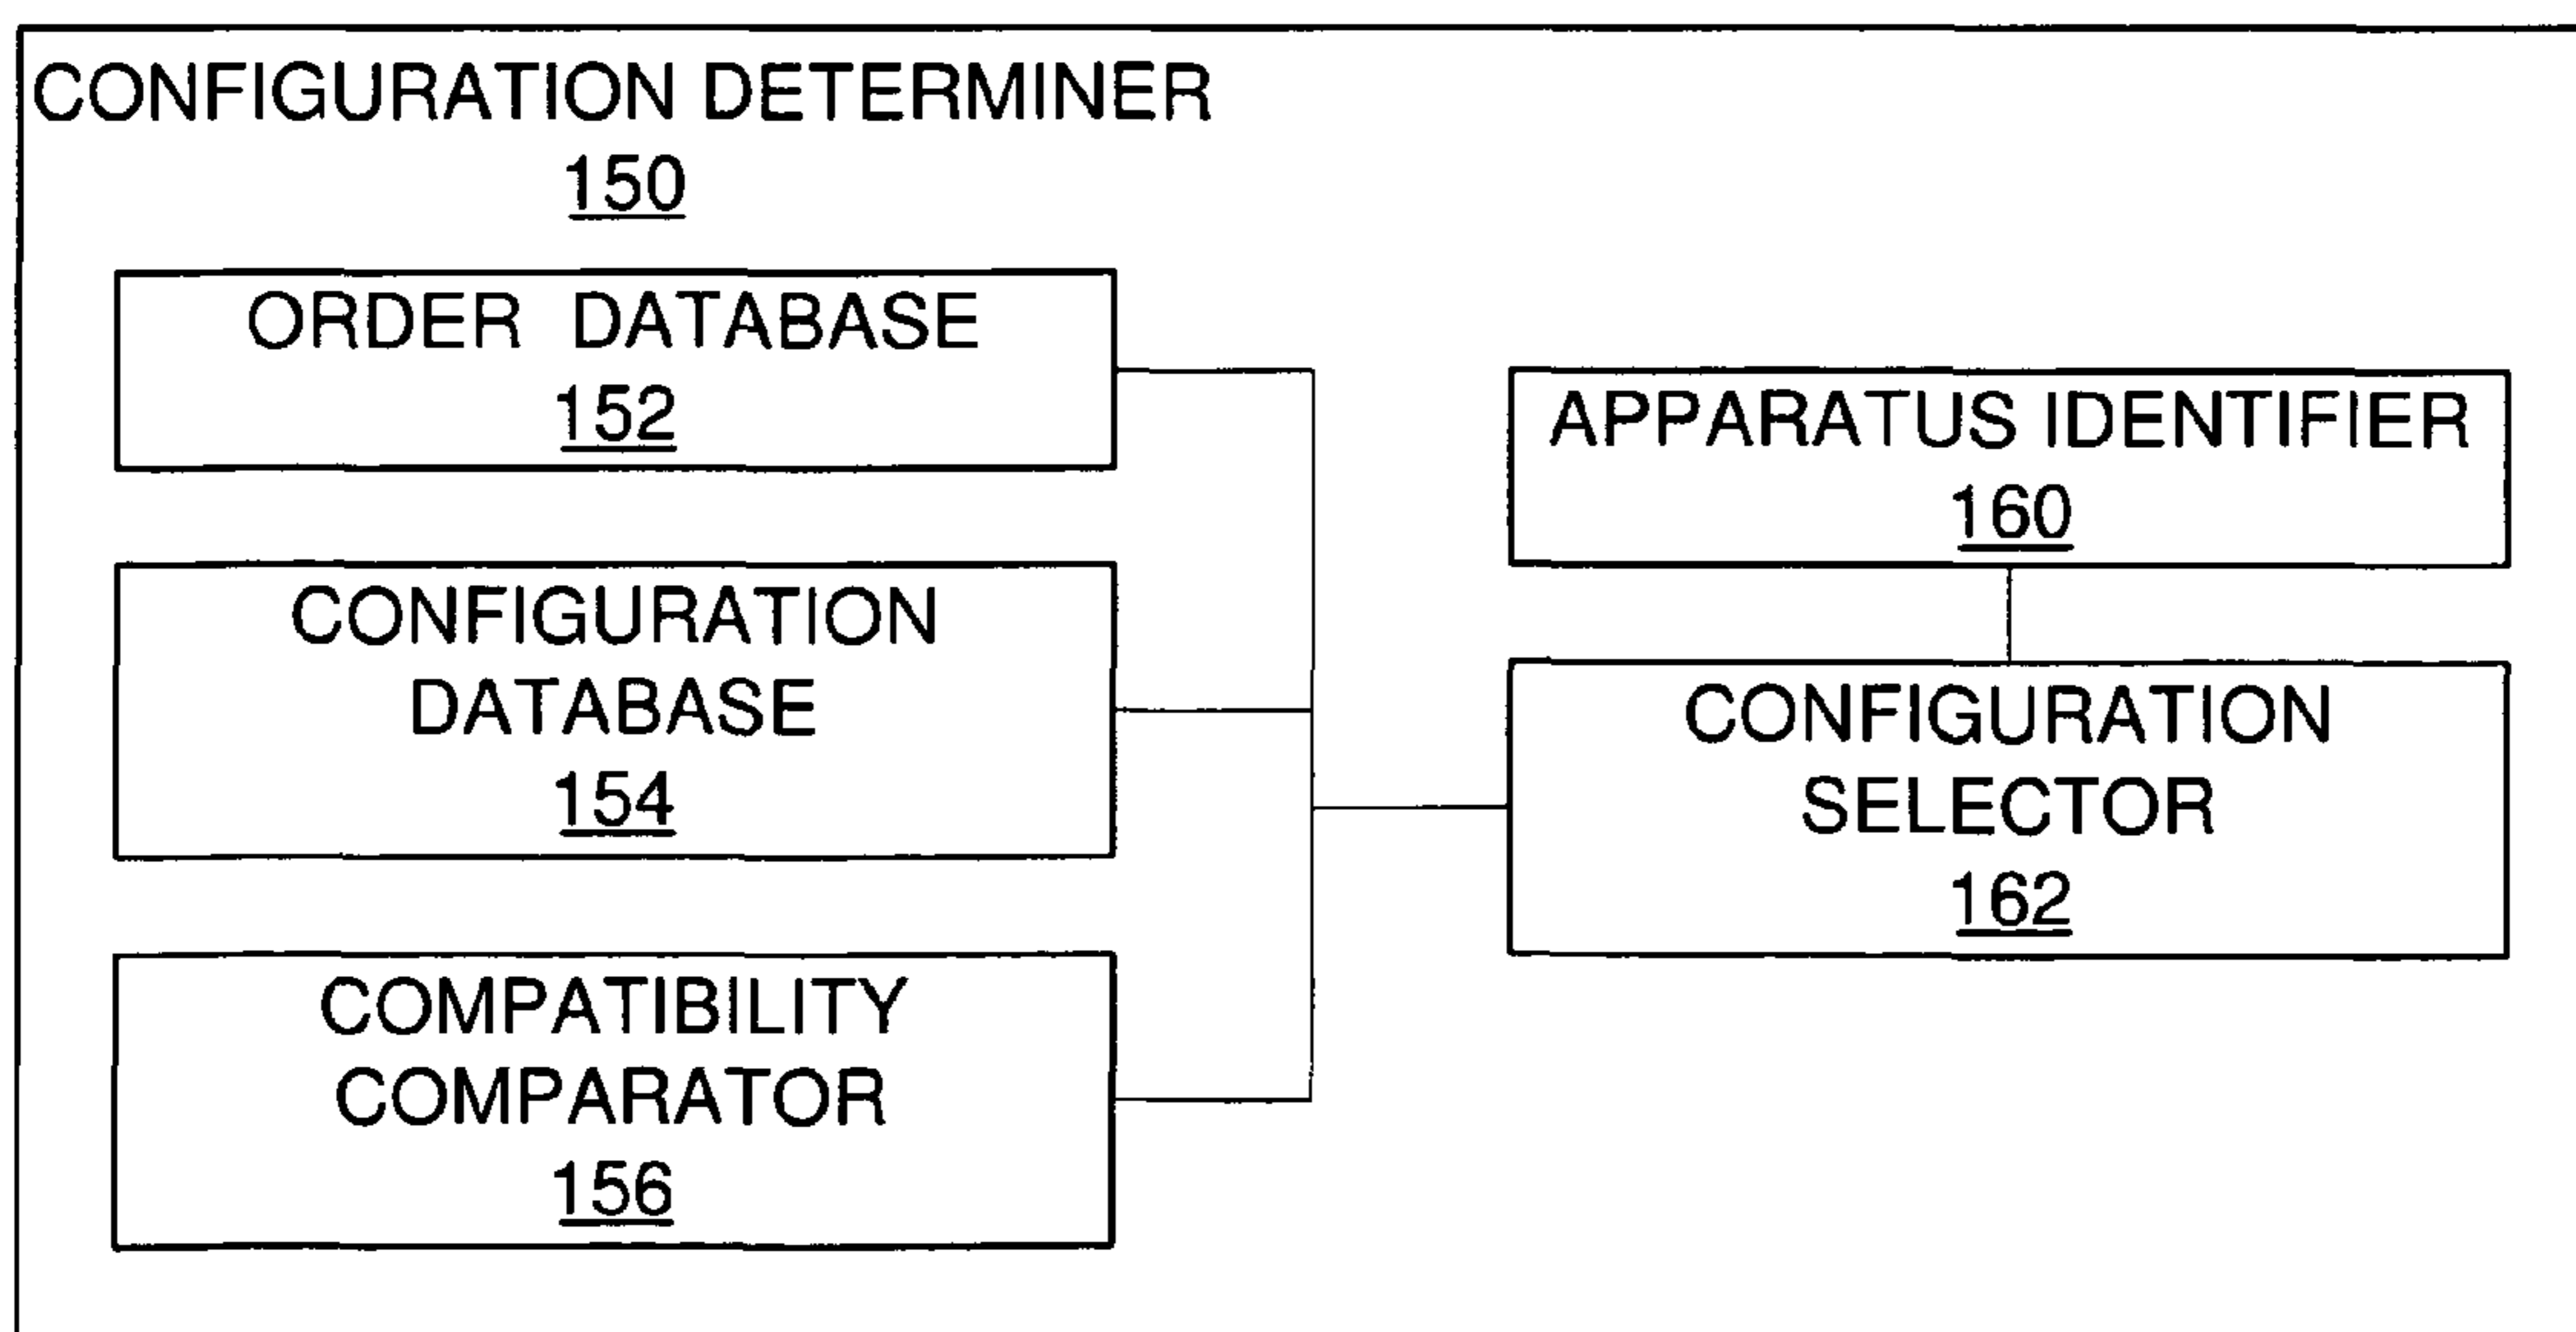 CONFIGURATION DETERMINER
150
ORDER DATABASE
152
CONFIGURATION
DATABASE
154
COMPATIBILITY
COMPARATOR
156
APPARATUS IDENTIFIER
160
CONFIGURATION
SELECTOR
162